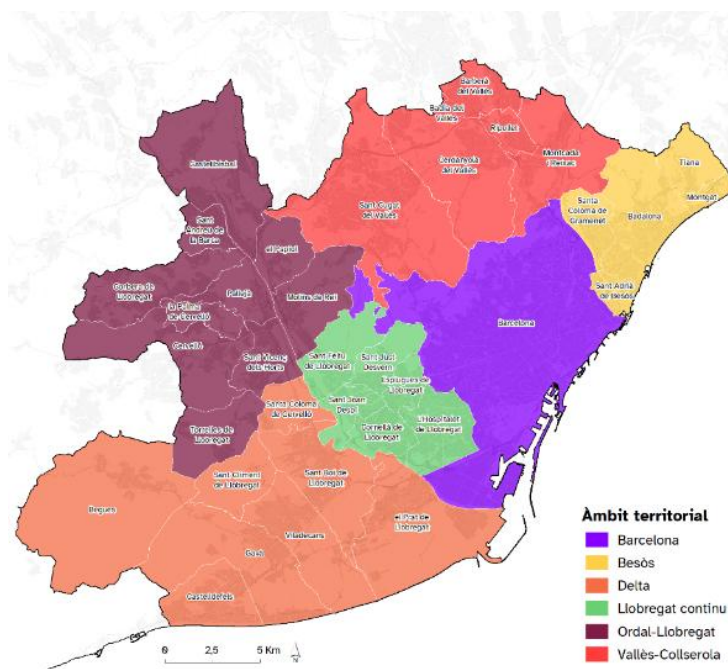 Barberà
del Vallès
Badia del
Vallès
Ripollet
Castellbisbal
Cerdanyola
del Vallès
Montcada
i Reixac
Tiana
Sant Cugat
del Vallès
Santa
Coloma de
Gramenet
Montgat
Badalona
Sant
Andreu de
la Barca
el Papiol
Sant Adrià
de Besòs
Corbera de
Llobregat
Pallejà
Molins de Rei
la Palma
de Cervelló
Barcelona
Cervelló
Sant Vicenç
dels Horts
Sant Feliu
de Llobregat
Sant Just
Desvern
Esplugues de
Llobregat
Sant Joan
Despí
Santa Coloma
de Cervelló
L'Hospitalet
de Llobregat
Cornellà de
Llobregat
Torrelles de
Llobregat
Sant Climent
de Llobregat
Sant Boi de
Llobregat
Begues
el Prat de
Llobregat
Viladecans
Gavà
Castelldefels
Àmbit territorial
Barcelona
Besòs
Delta
Llobregat continu
Ordal-Llobregat
Vallès-Collserola
0 2,5 5 Km
N